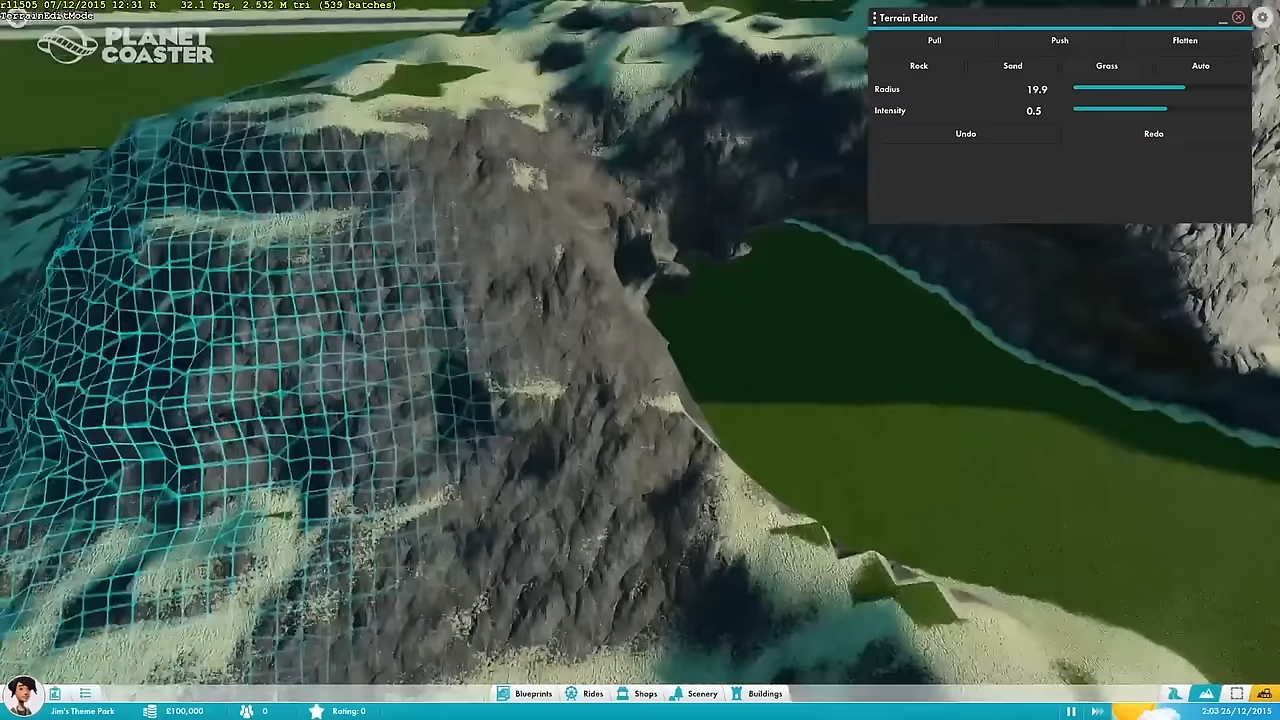 r11505 07/12/2015 12:31 R 32.1 fps, 2.532 M tri (539 batches)
TerrainEditMode
PLANET
COASTER
Terrain Editor
Pull Push Flatten
Rock Sand Grass Auto
Radius 19.9
Intensity 0.5
Undo Redo
Blueprints Rides Shops Scenery Buildings
Jim's Theme Park £100,000 0 Rating: 0 2:03 26/12/2015